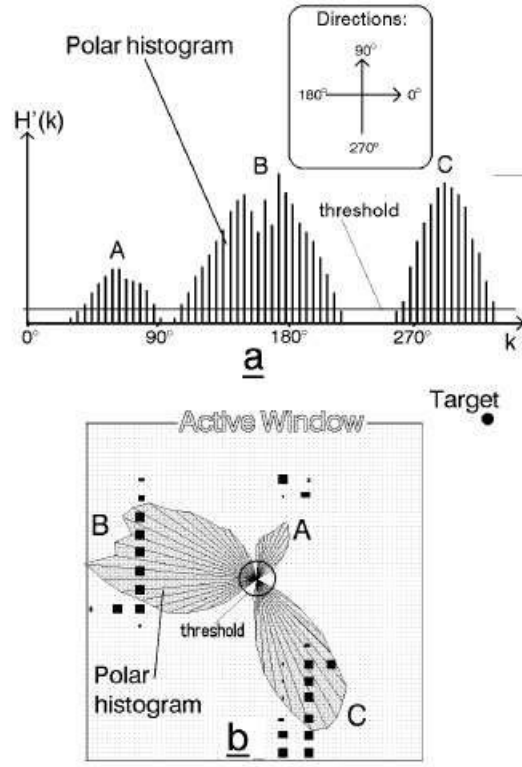 Directions:
90°
180°
0°
270°
Polar histogram
H'(k)
A
B
C
threshold
0°
90°
180°
270°
k
a
Target
Active Window
B
A
threshold
Polar
histogram
C
b